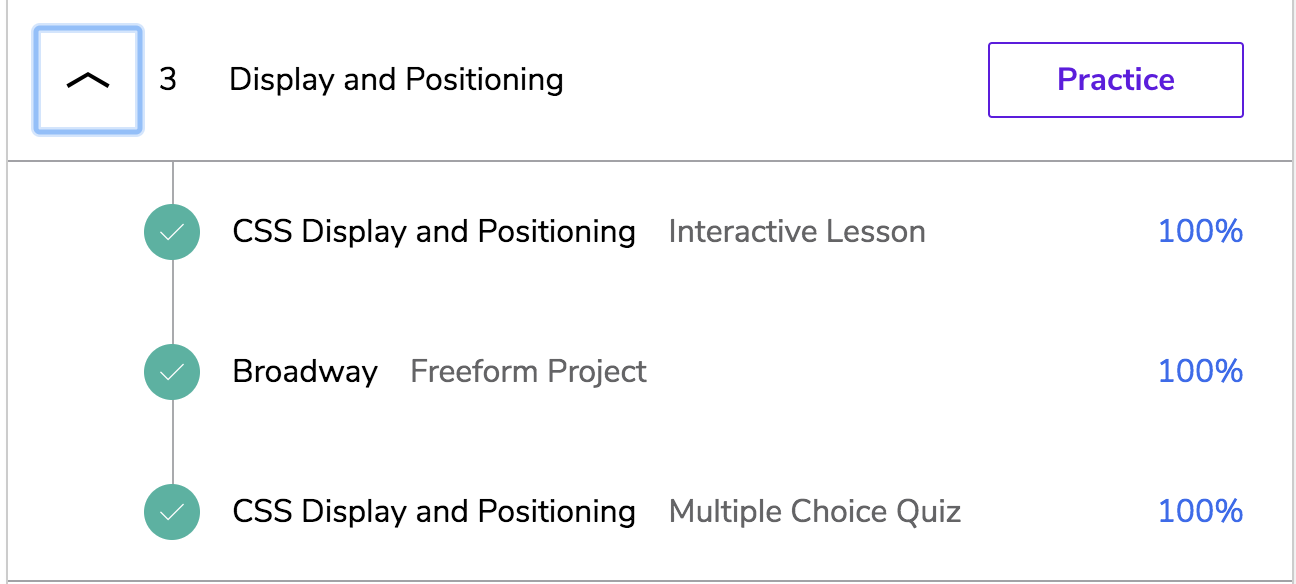 3 Display and Positioning Practice
CSS Display and Positioning Interactive Lesson 100%
Broadway Freeform Project 100%
CSS Display and Positioning Multiple Choice Quiz 100%